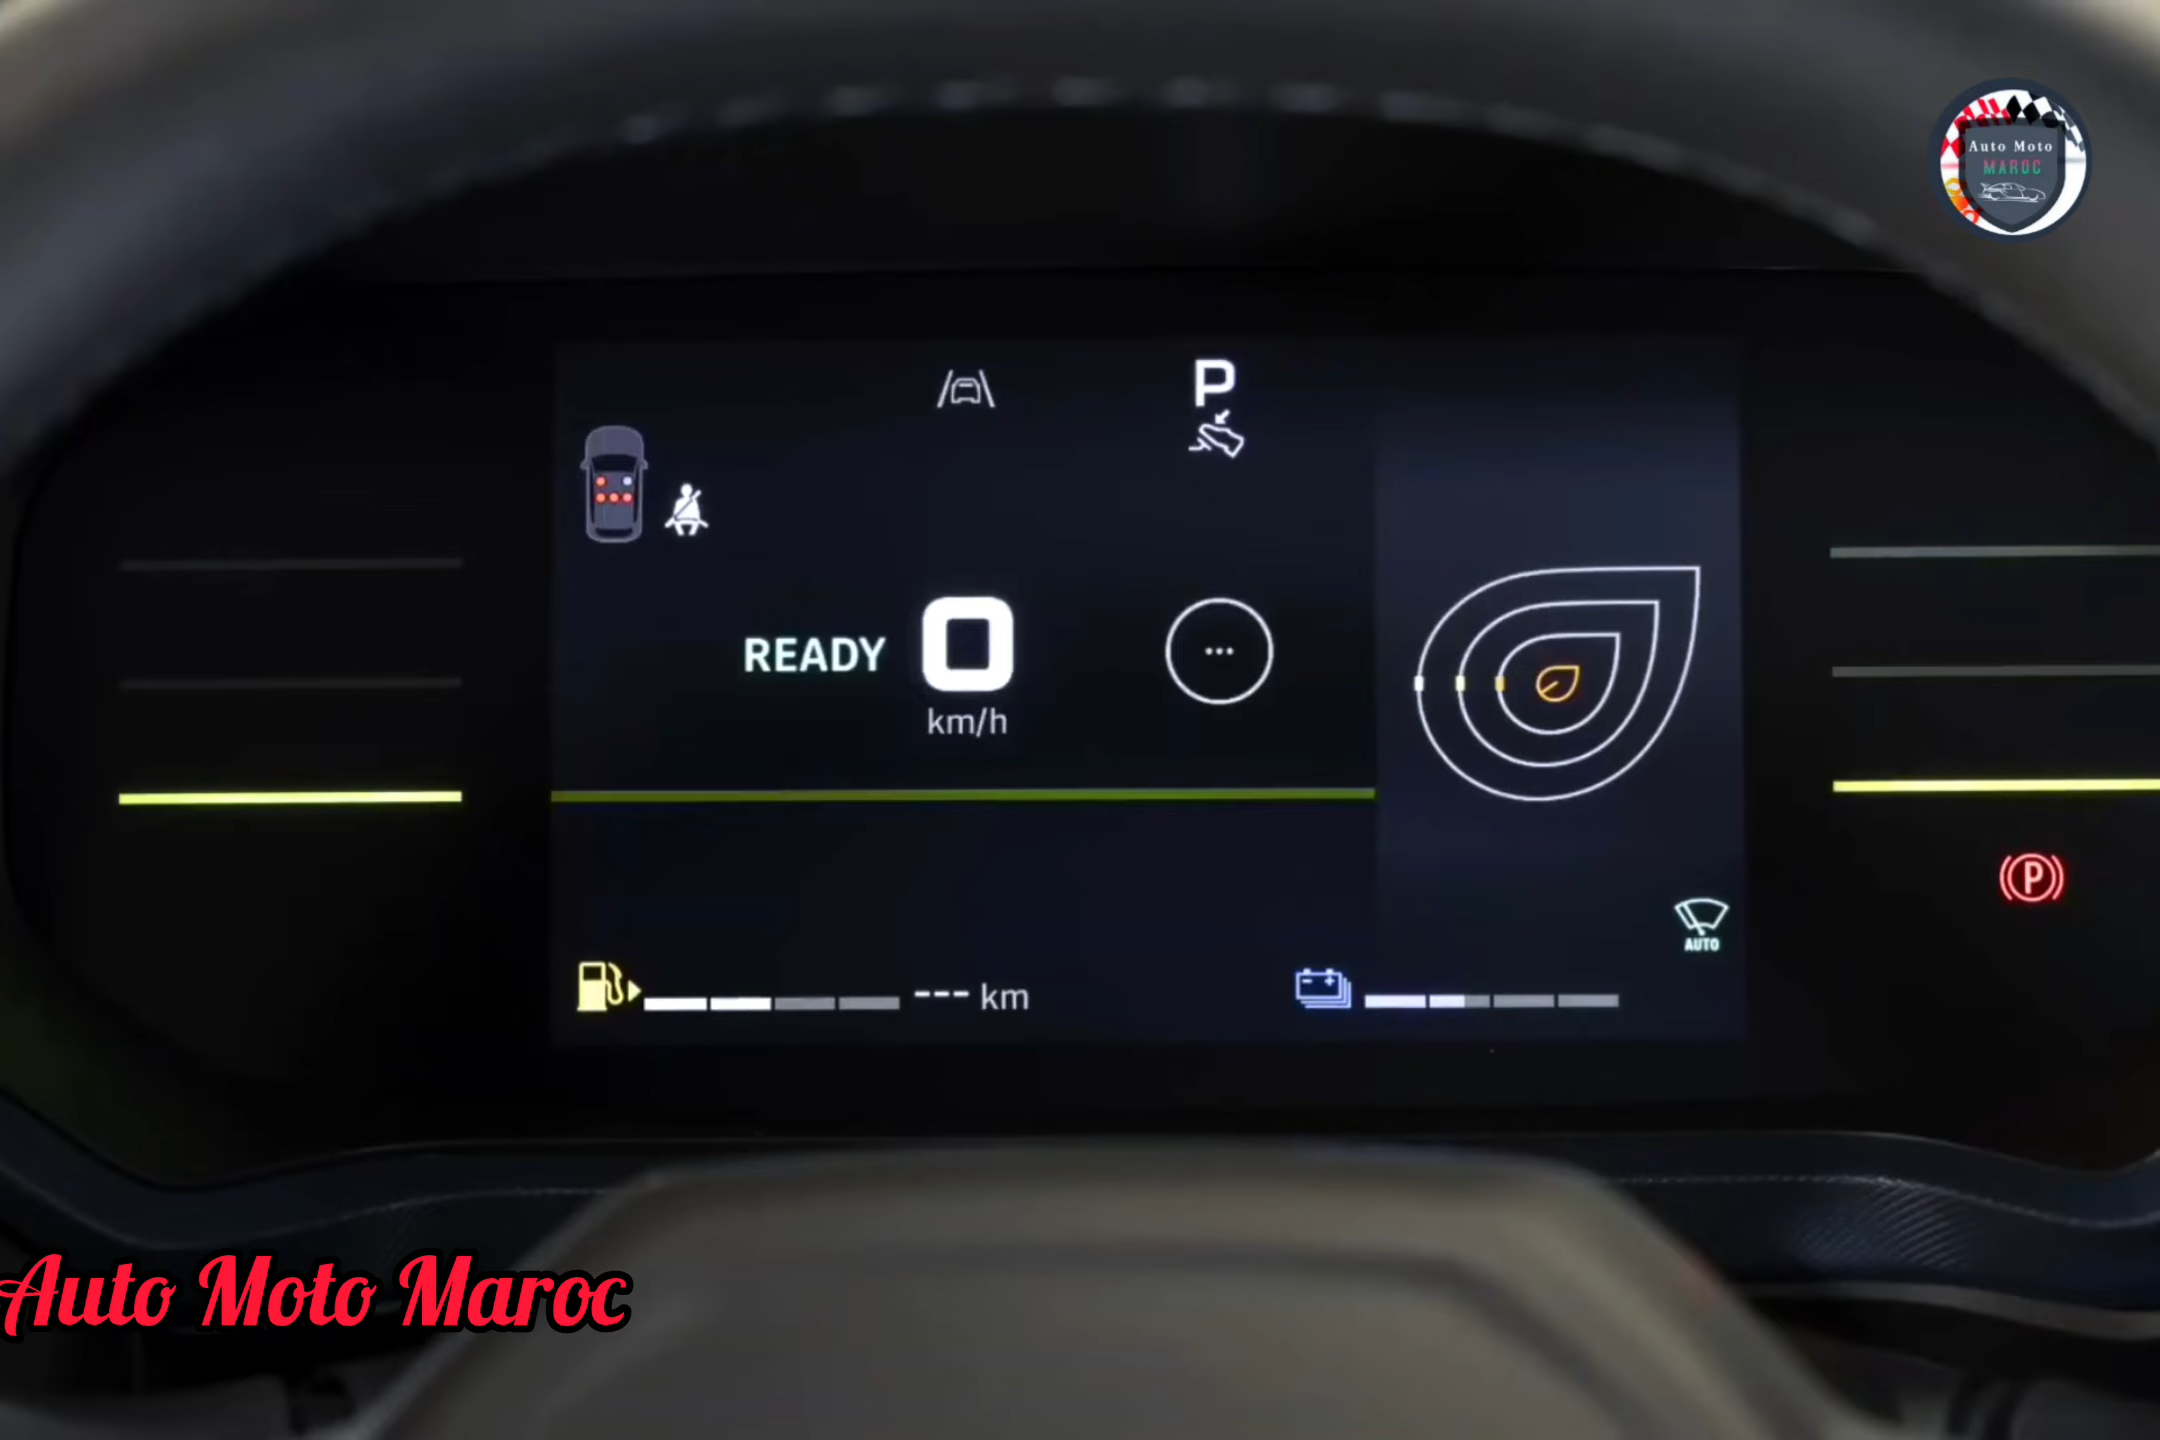 Auto Moto
MAROC
P
READY
0
km/h
...
P
AUTO
--- km
Auto Moto Maroc